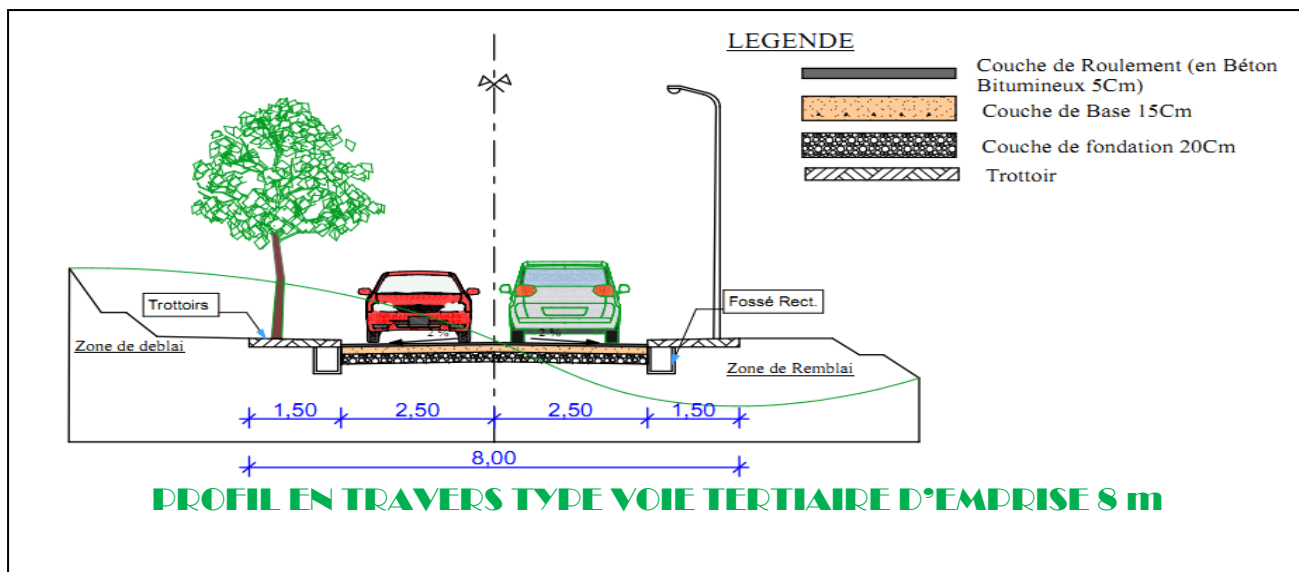 LEGENDE
Couche de Roulement (en Béton
Bitumineux 5Cm)
Couche de Base 15Cm
Couche de fondation 20Cm
Trottoir
Trottoirs
Fossé Rect.
Zone de deblai
2 %
2 %
Zone de Remblai
1,50
2,50
2,50
1,50
8,00
PROFIL EN TRAVERS TYPE VOIE TERTIAIRE D'EMPRISE 8 m